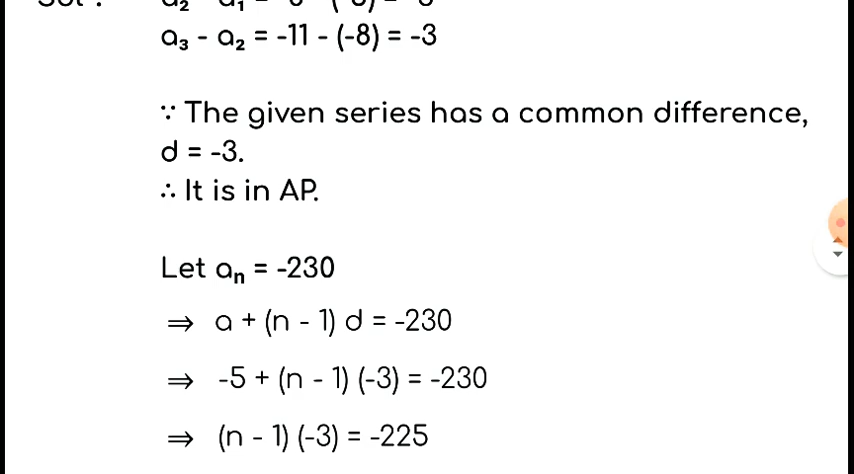 a₃ - a₂ = -11 - (-8) = -3
∵ The given series has a common difference,
d = -3.
∴ It is in AP.
Let aₙ = -230
⇒ a + (n - 1) d = -230
⇒ -5 + (n - 1) (-3) = -230
⇒ (n - 1) (-3) = -225